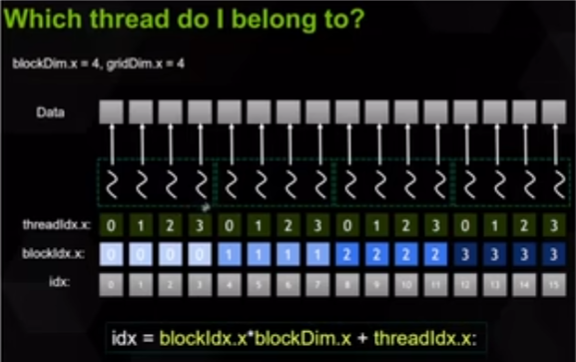 Which thread do I belong to?
blockDim.x = 4, gridDim.x = 4
Data
threadIdx.x: 0 1 2 3 0 1 2 3 0 1 2 3 0 1 2 3
blockIdx.x: 0 0 0 0 1 1 1 1 2 2 2 2 3 3 3 3
idx: 0 1 2 3 4 5 6 7 8 9 10 11 12 13 14 15
idx = blockIdx.x*blockDim.x + threadIdx.x: